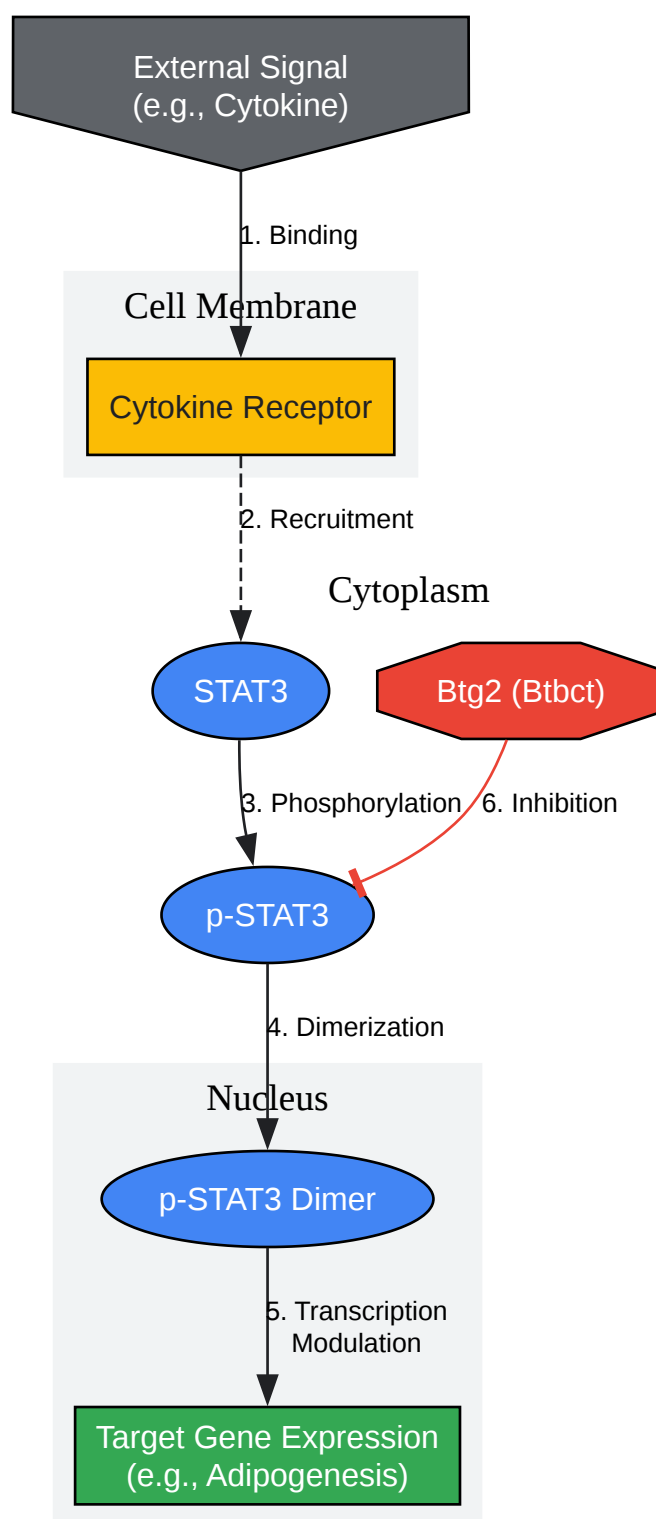 External Signal
(e.g., Cytokine)
1. Binding
Cell Membrane
Cytokine Receptor
2. Recruitment
Cytoplasm
STAT3
Btg2 (Btbct)
3. Phosphorylation
6. Inhibition
p-STAT3
4. Dimerization
Nucleus
p-STAT3 Dimer
5. Transcription
Modulation
Target Gene Expression
(e.g., Adipogenesis)